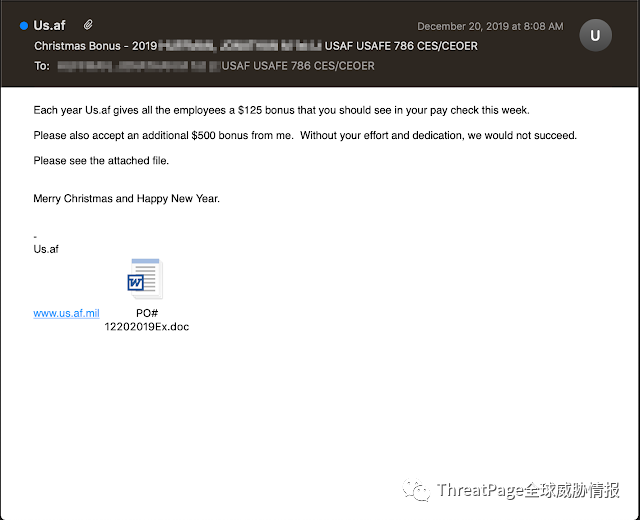 Us.af
December 20, 2019 at 8:08 AM
U
Christmas Bonus - 2019 USAF USAFE 786 CES/CEOER
To: USAF USAFE 786 CES/CEOER
Each year Us.af gives all the employees a $125 bonus that you should see in your pay check this week.
Please also accept an additional $500 bonus from me. Without your effort and dedication, we would not succeed.
Please see the attached file.
Merry Christmas and Happy New Year.
-
Us.af
W
www.us.af.mil
PO#
12202019Ex.doc
ThreatPage全球威胁情报